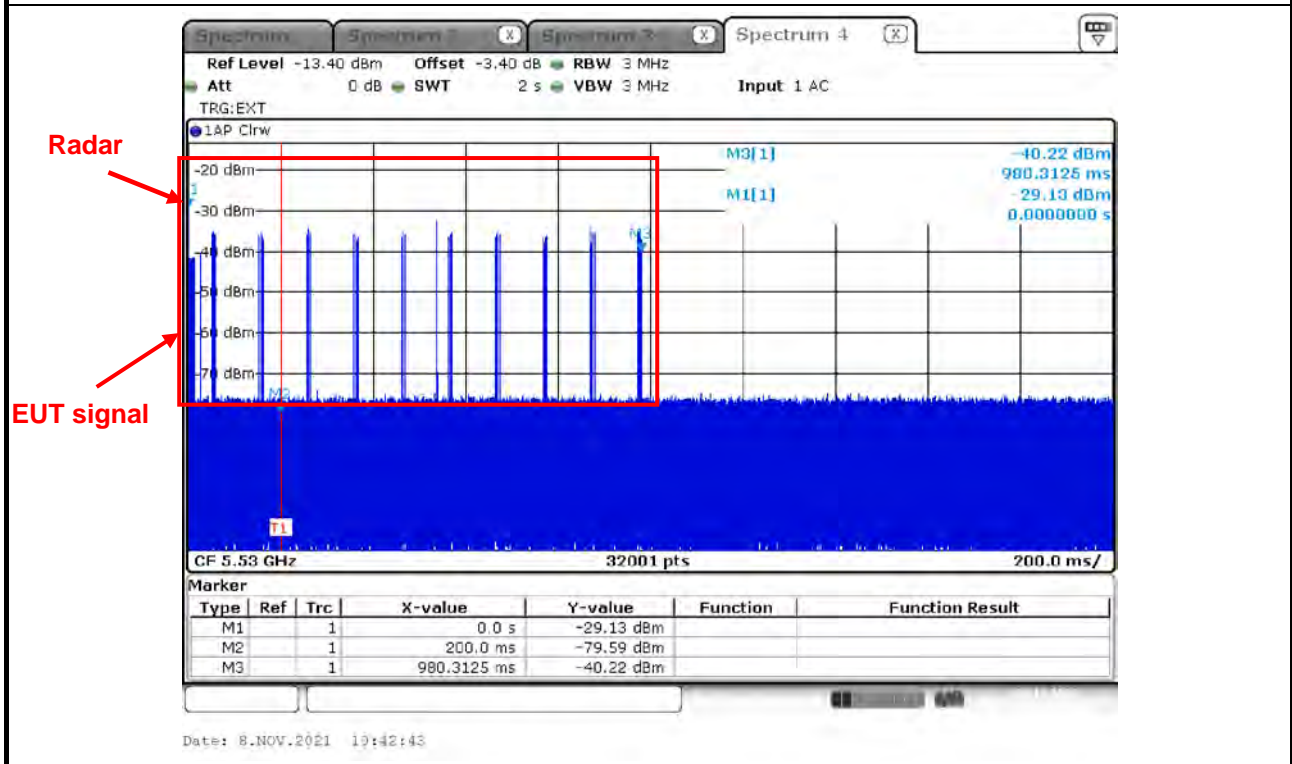 Spectrum
Spectrum 2 X
Spectrum 3 X
Spectrum 4 X
Ref Level -13.40 dBm Offset -3.40 dB RBW 3 MHz
Att 0 dB SWT 2 s VBW 3 MHz Input 1 AC
TRG:EXT
1AP Clrw
Radar
M3[1] -40.22 dBm
980.3125 ms
M1[1] -29.13 dBm
0.0000000 s
-20 dBm
-30 dBm
M3
-40 dBm
-50 dBm
-60 dBm
-70 dBm
M2
EUT signal
T1
CF 5.53 GHz 32001 pts 200.0 ms/
Marker
Type Ref Trc X-value Y-value Function Function Result
M1 1 0.0 s -29.13 dBm
M2 1 200.0 ms -79.59 dBm
M3 1 980.3125 ms -40.22 dBm
Date: 8.NOV.2021 19:42:43